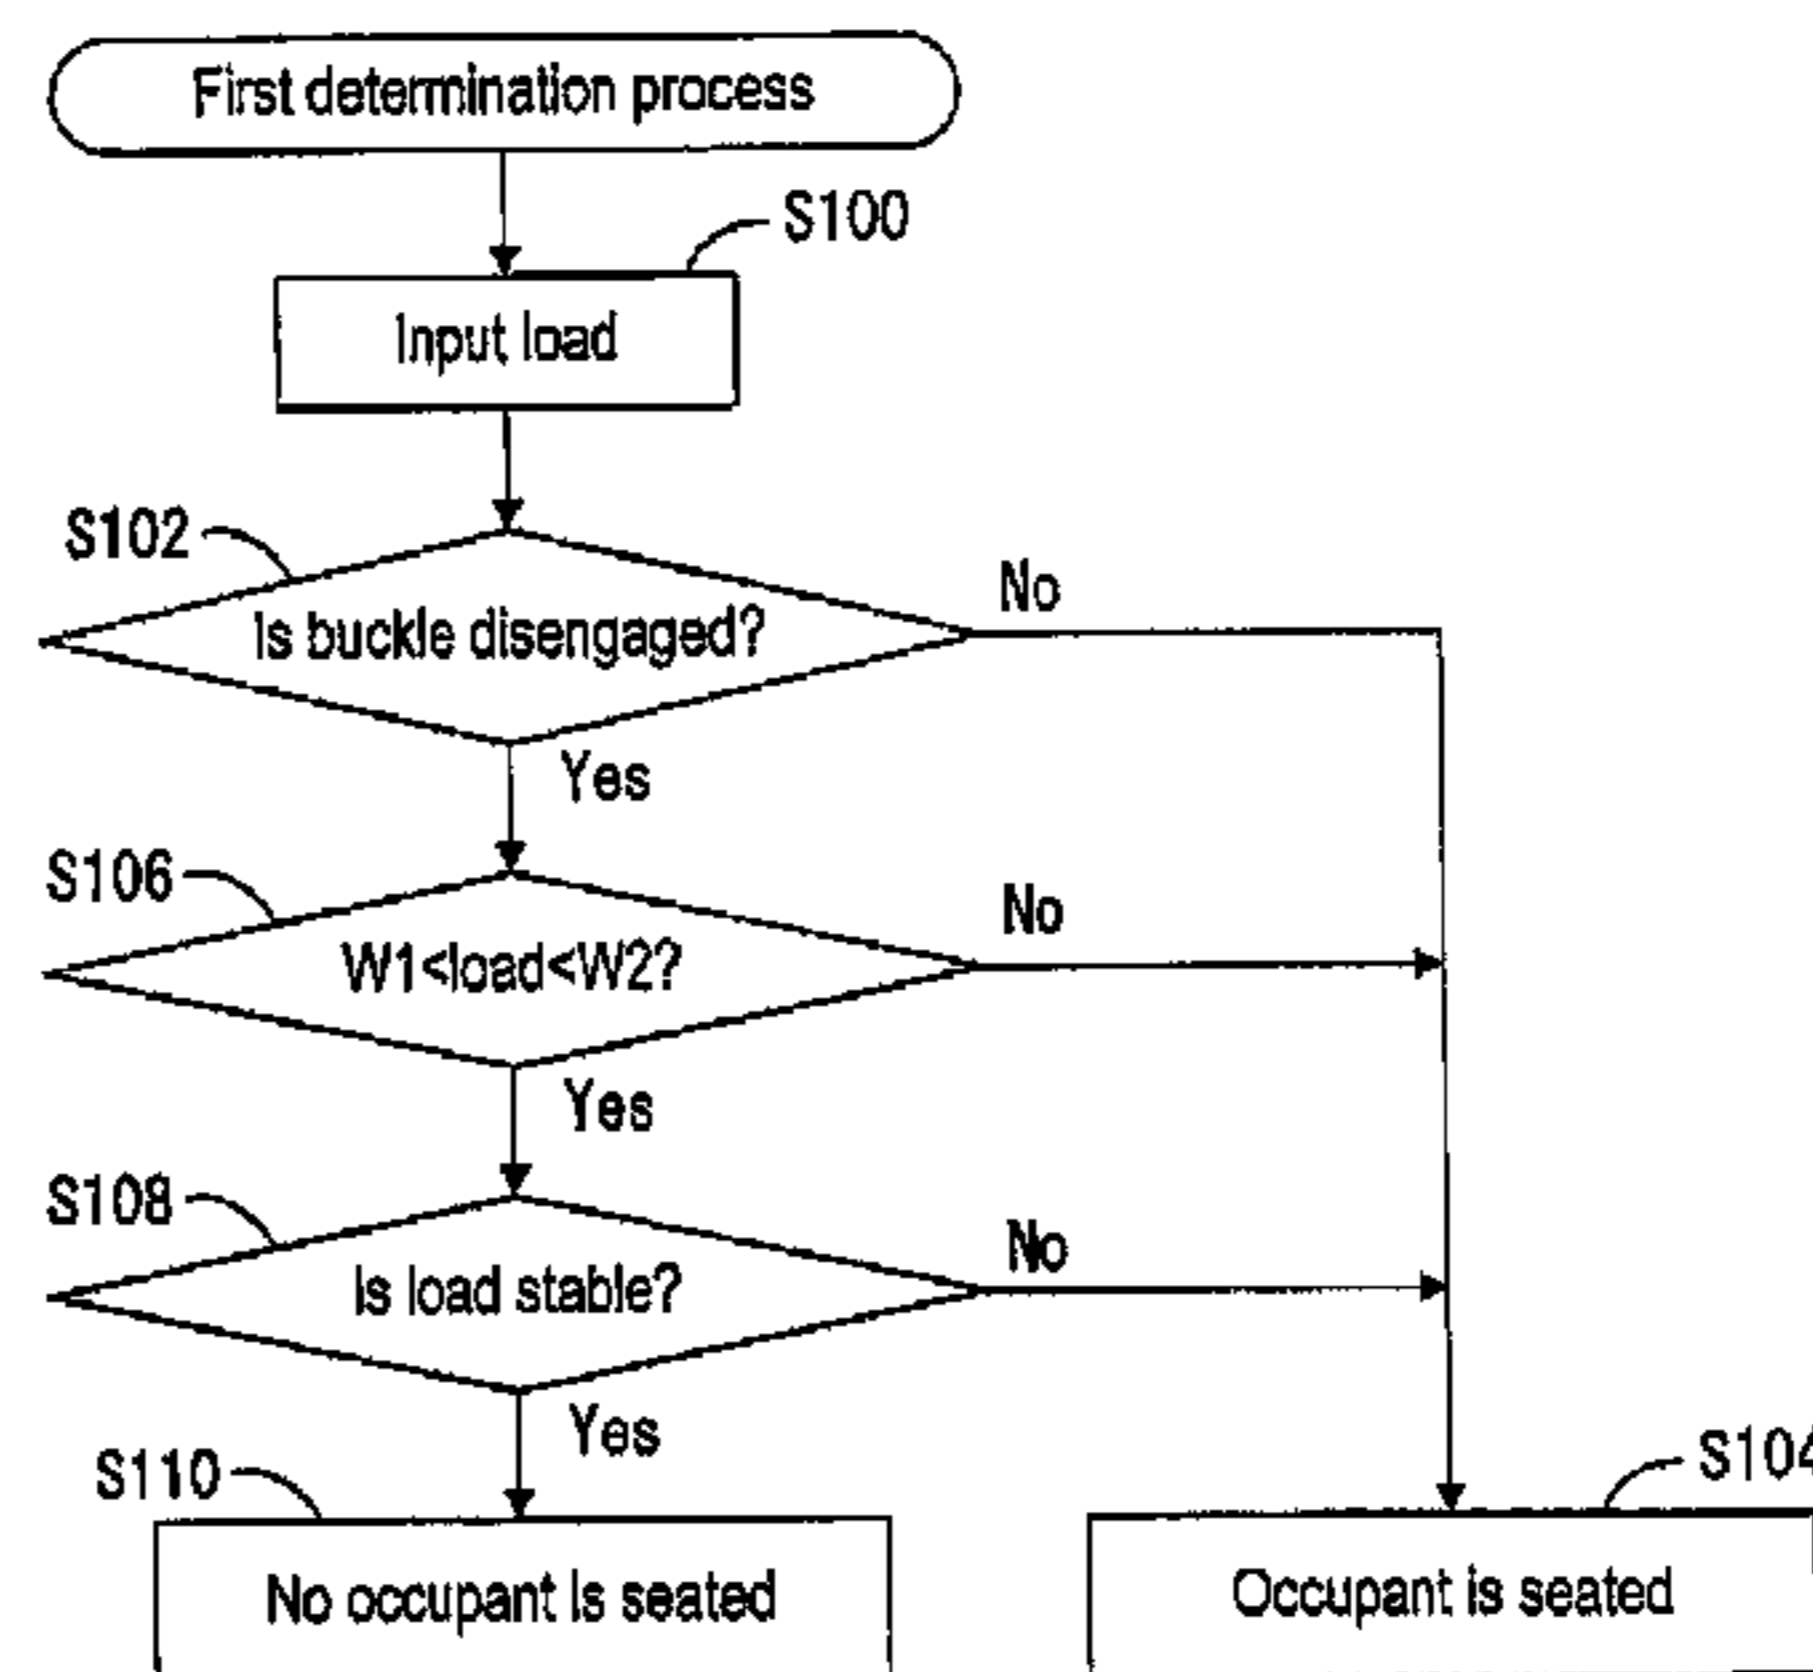 First determination process
S100
Input load
S102
Is buckle disengaged?
No
Yes
S106
W1<load<W2?
No
Yes
S108
Is load stable?
No
Yes
S110
S104
No occupant is seated
Occupant is seated